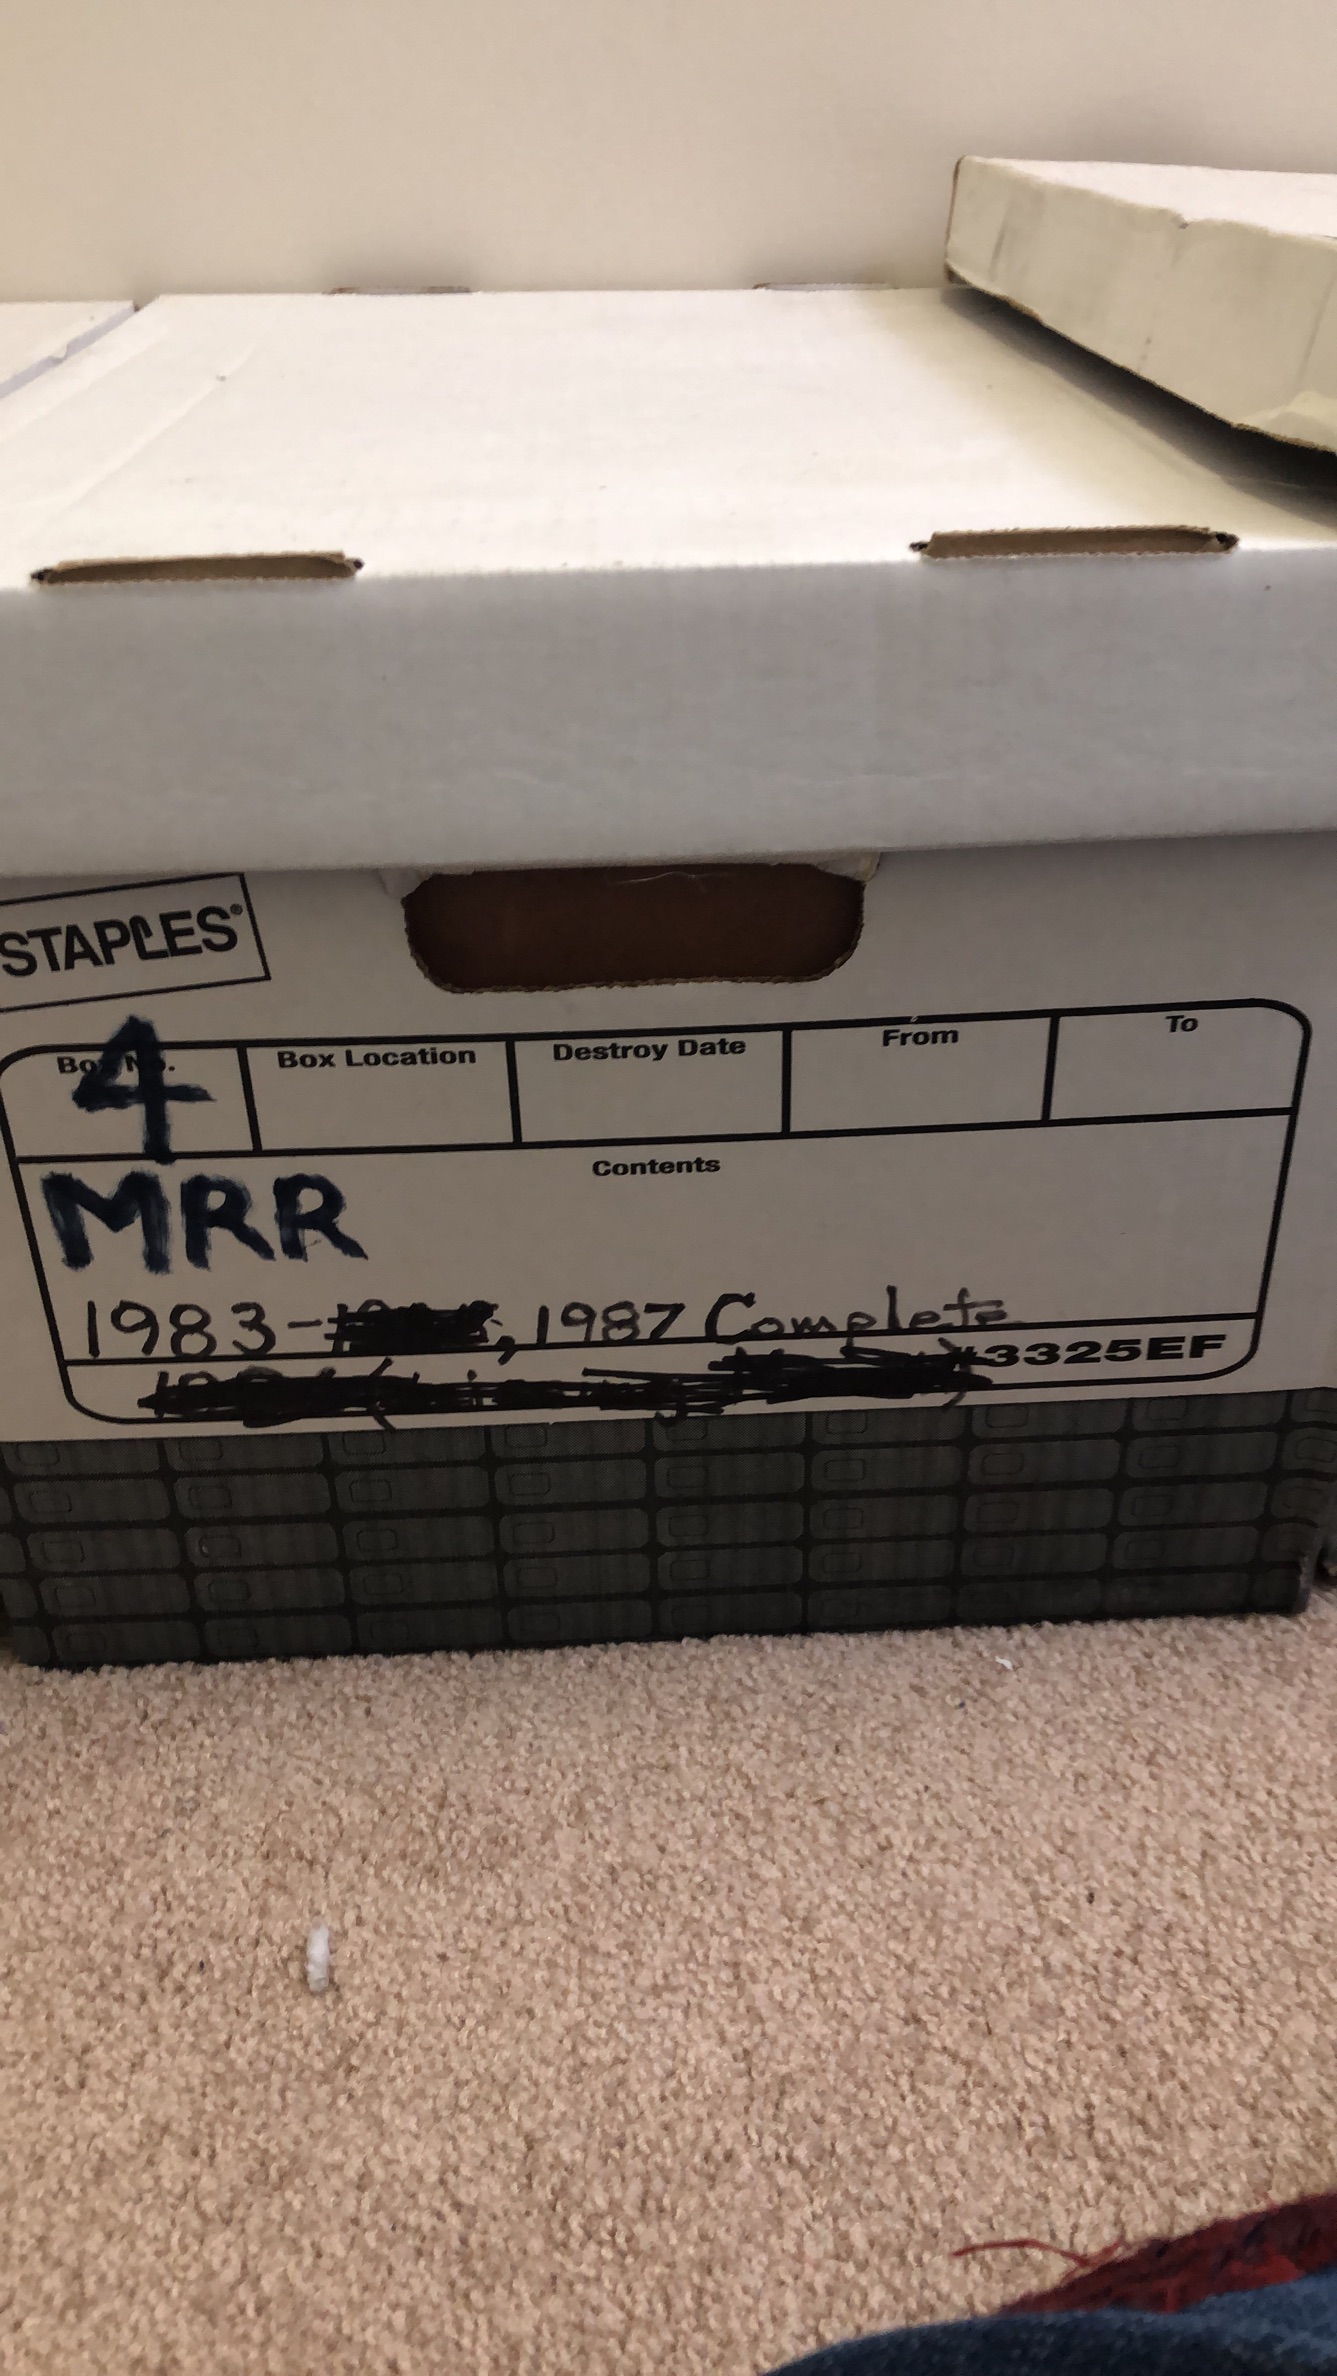 STAPLES®
Box No. Box Location Destroy Date From To
4
Contents
MRR
1983- , 1987 Complete
#3325EF